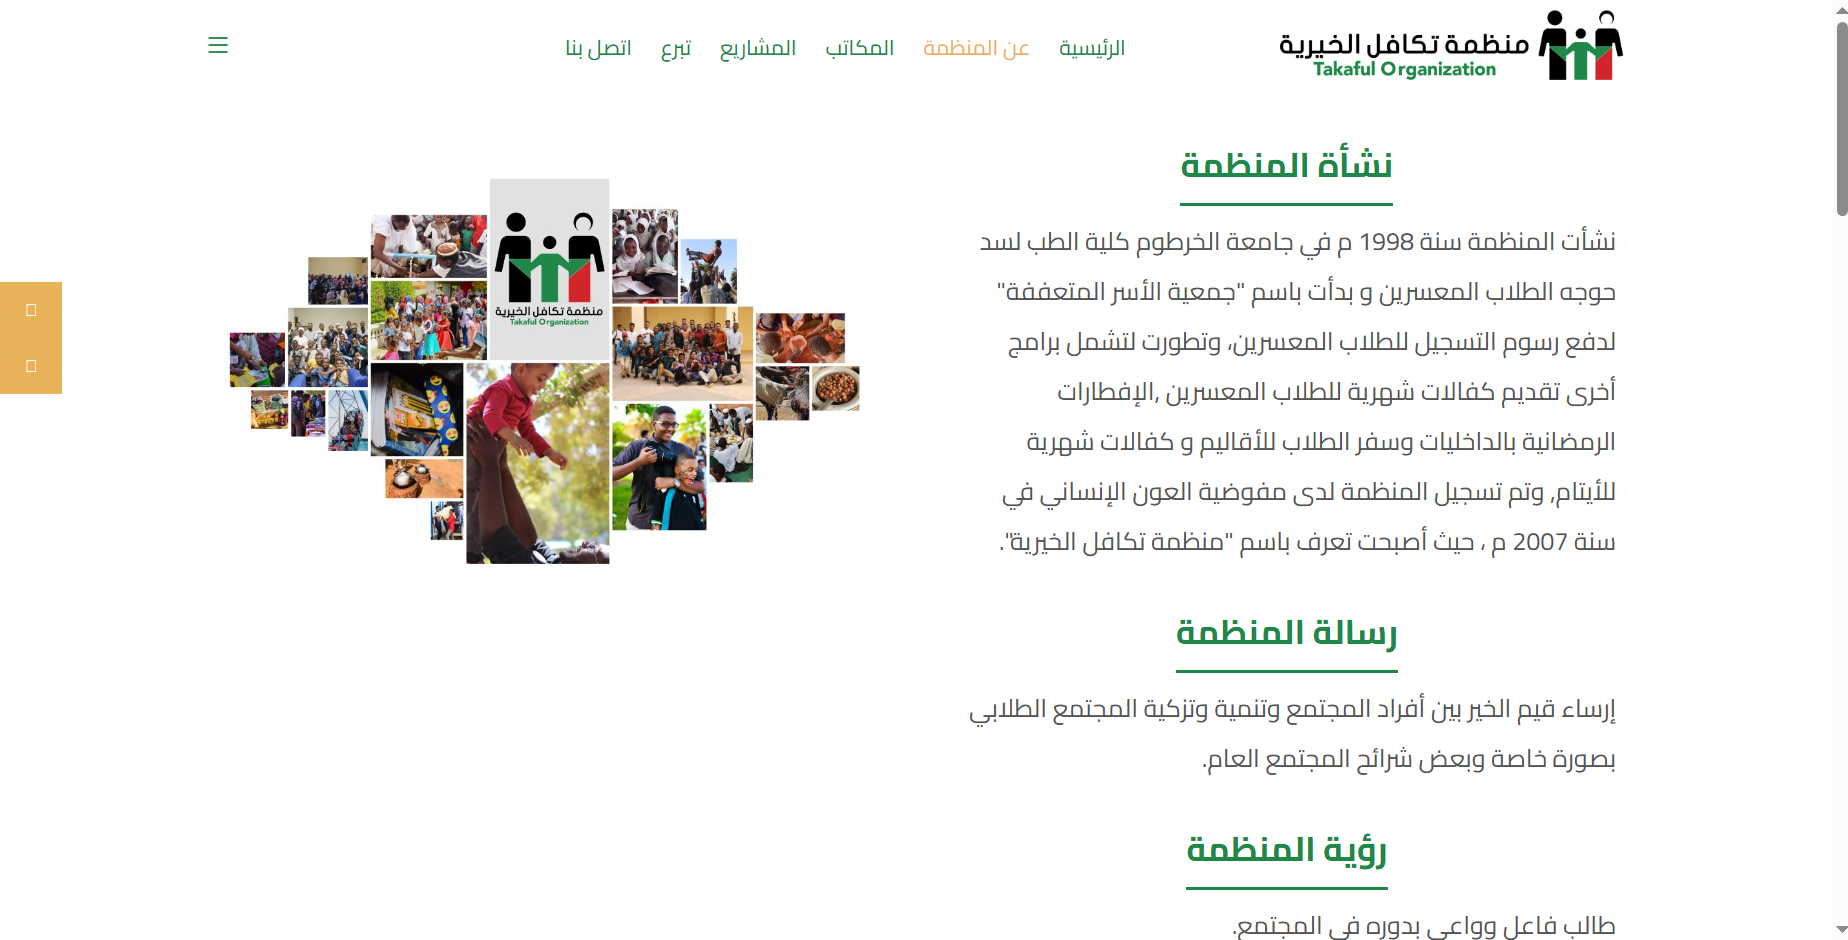 منظمة تكافل الخيرية
Takaful Organization
الرئيسية
عن المنظمة
المكاتب
المشاريع
تبرع
اتصل بنا
نشأة المنظمة
نشأت المنظمة سنة 1998 م في جامعة الخرطوم كلية الطب لسد
حوجه الطلاب المعسرين و بدأت باسم "جمعية الأسر المتعففة"
لدفع رسوم التسجيل للطلاب المعسرين، وتطورت لتشمل برامج
أخرى تقديم كفالات شهرية للطلاب المعسرين ,الإفطارات
الرمضانية بالداخليات وسفر الطلاب للأقاليم و كفالات شهرية
للأيتام, وتم تسجيل المنظمة لدى مفوضية العون الإنساني في
سنة 2007 م ، حيث أصبحت تعرف باسم "منظمة تكافل الخيرية".
منظمة تكافل الخيرية
Takaful Organization
رسالة المنظمة
إرساء قيم الخير بين أفراد المجتمع وتنمية وتزكية المجتمع الطلابي
بصورة خاصة وبعض شرائح المجتمع العام.
رؤية المنظمة
طالب فاعل وواعي بدوره في المجتمع.